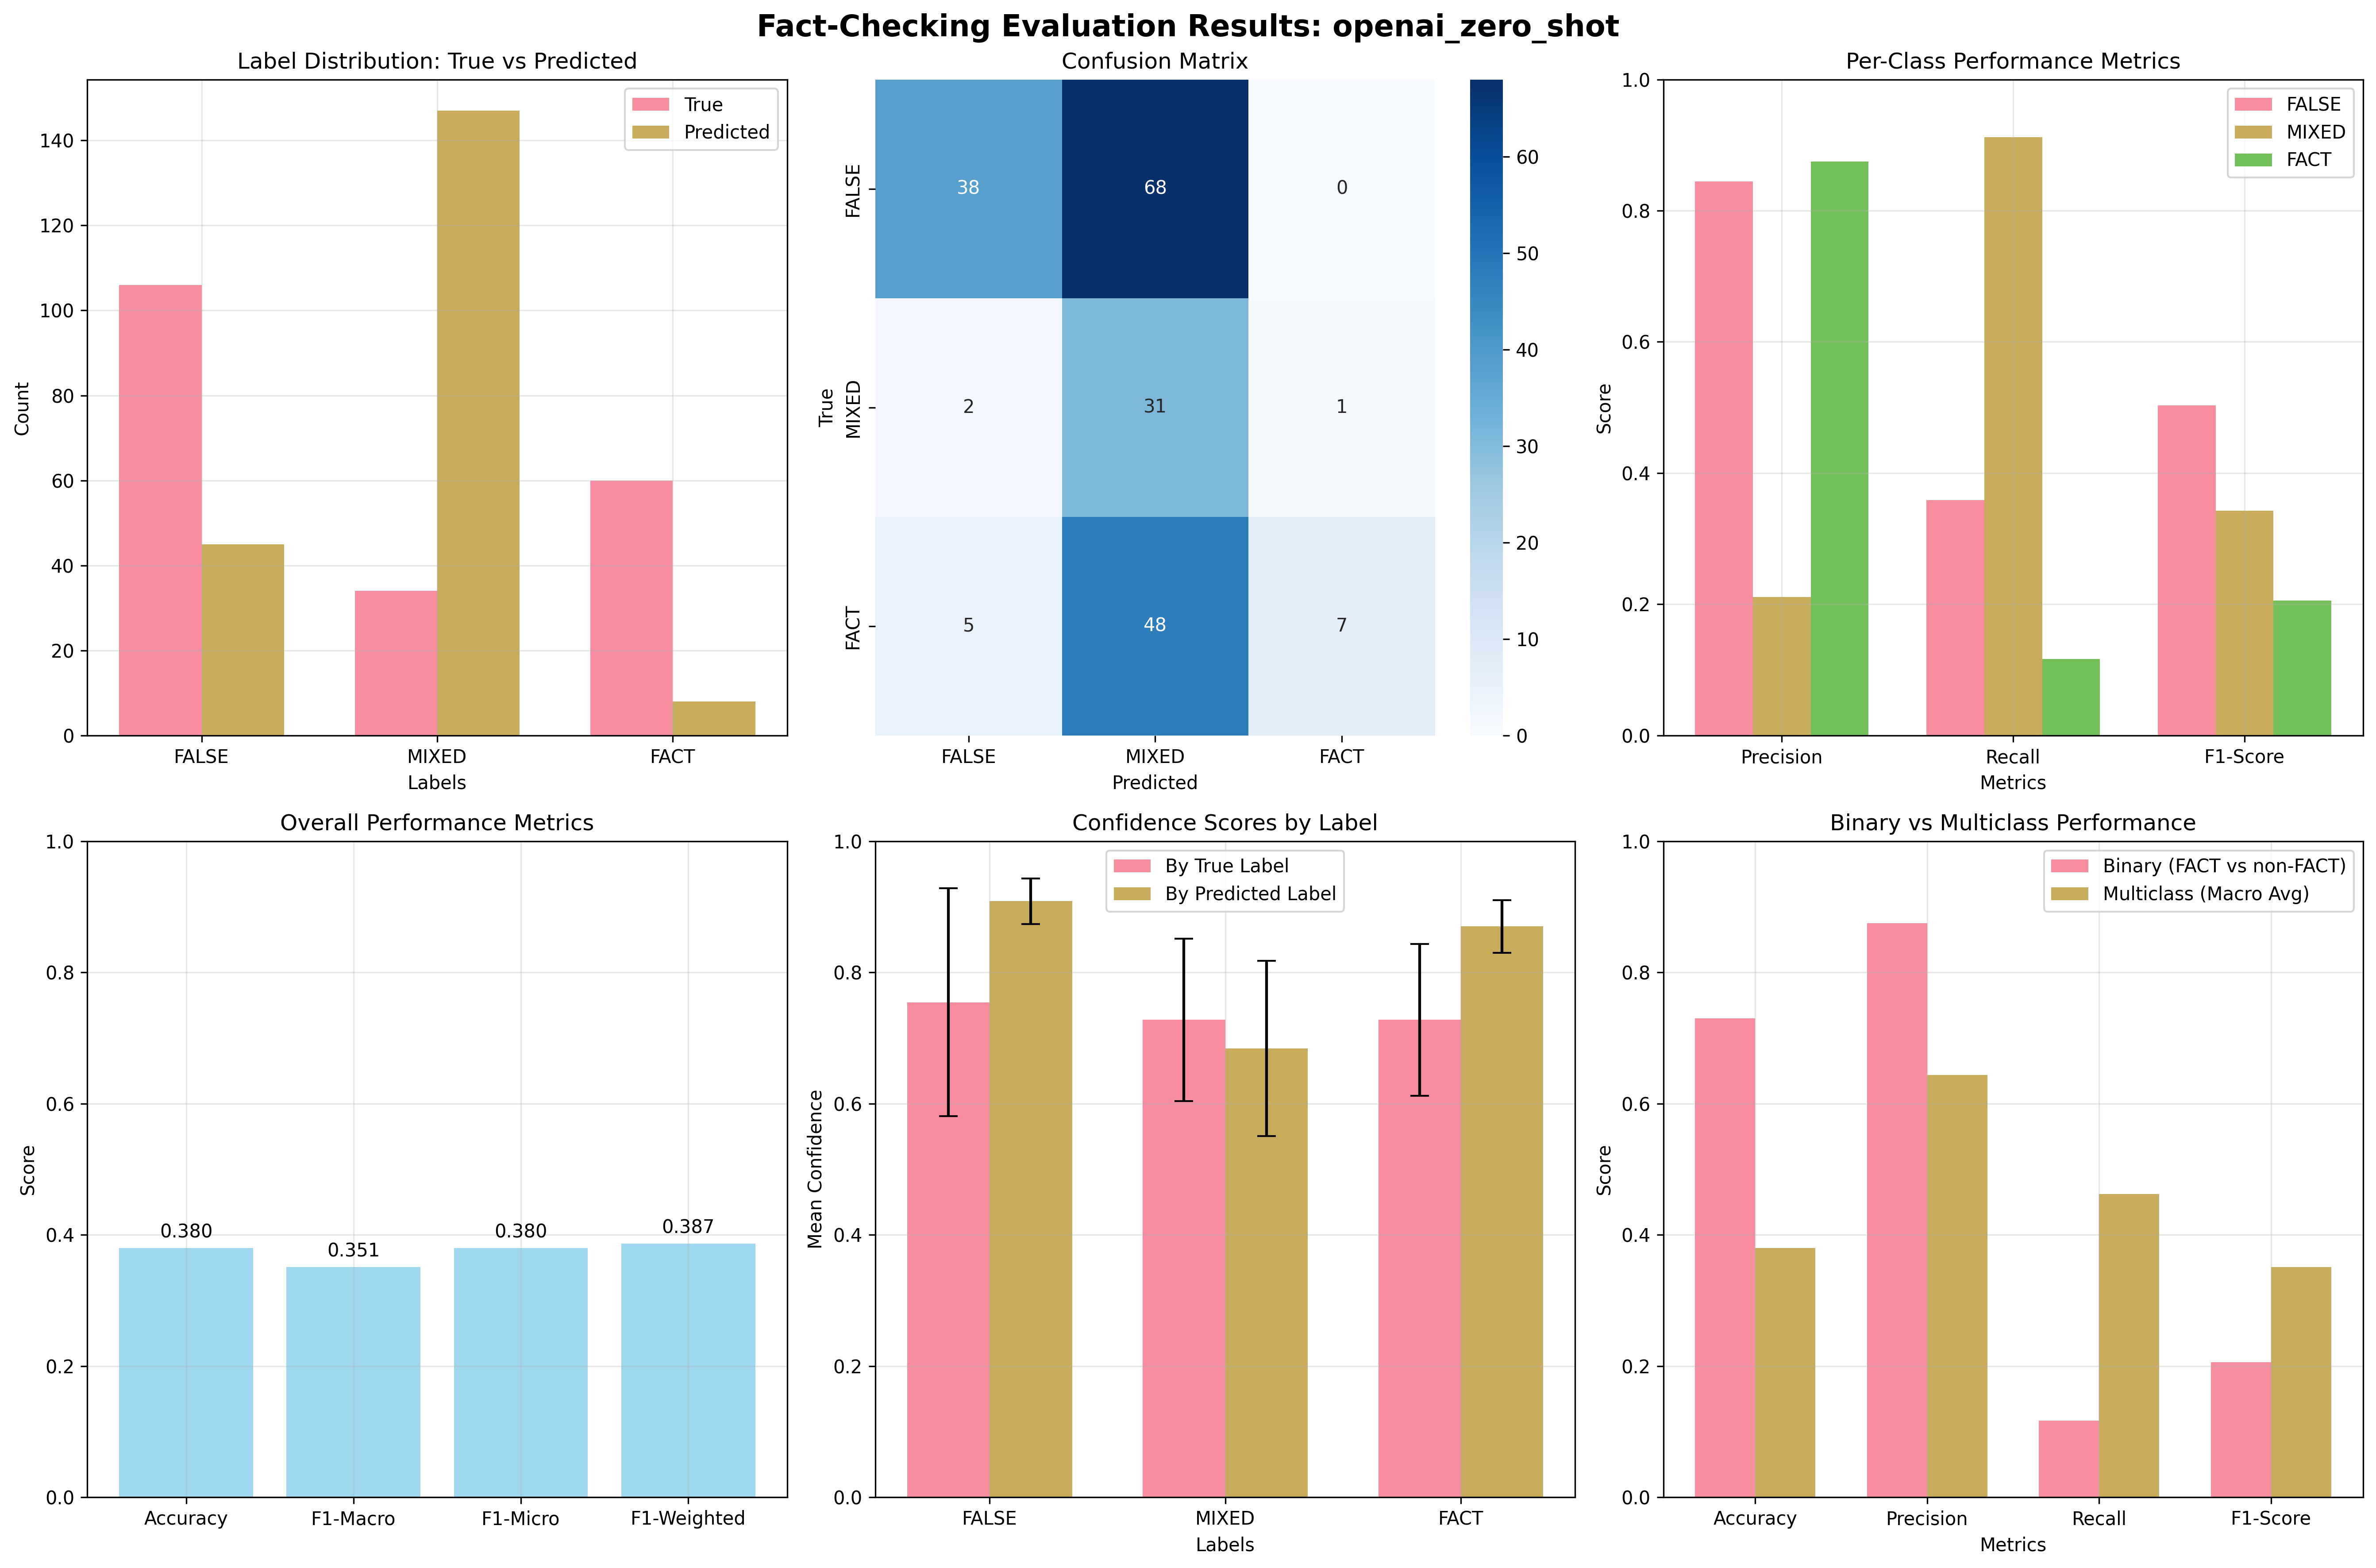 Fact-Checking Evaluation Results: openai_zero_shot
Label Distribution: True vs Predicted
True
Predicted
140
120
100
80
60
40
20
0
Count
FALSE
MIXED
FACT
Labels
Confusion Matrix
38
68
0
2
31
1
5
48
7
FALSE
MIXED
FACT
True
FALSE
MIXED
FACT
Predicted
60
50
40
30
20
10
0
Per-Class Performance Metrics
FALSE
MIXED
FACT
1.0
0.8
0.6
0.4
0.2
0.0
Score
Precision
Recall
F1-Score
Metrics
Overall Performance Metrics
1.0
0.8
0.6
0.4
0.2
0.0
Score
0.380
0.351
0.380
0.387
Accuracy
F1-Macro
F1-Micro
F1-Weighted
Confidence Scores by Label
By True Label
By Predicted Label
1.0
0.8
0.6
0.4
0.2
0.0
Mean Confidence
FALSE
MIXED
FACT
Labels
Binary vs Multiclass Performance
Binary (FACT vs non-FACT)
Multiclass (Macro Avg)
1.0
0.8
0.6
0.4
0.2
0.0
Score
Accuracy
Precision
Recall
F1-Score
Metrics